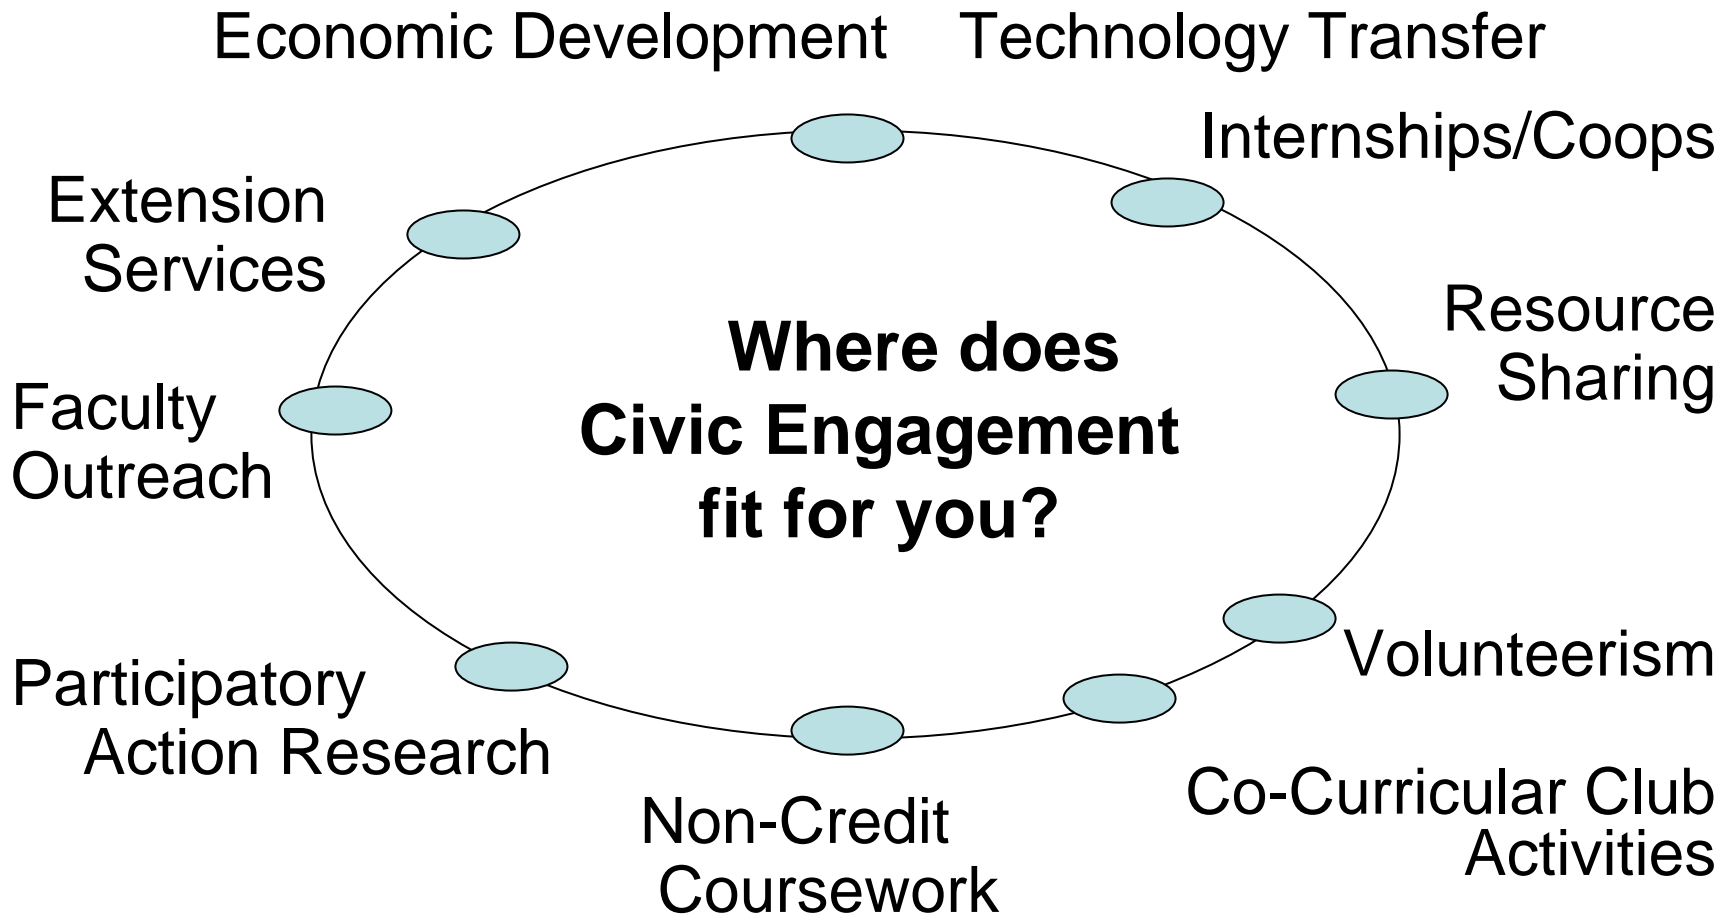 Economic Development
Technology Transfer
Internships/Coops
Extension
Services
Resource
Sharing
Where does
Civic Engagement
fit for you?
Faculty
Outreach
Volunteerism
Participatory
Action Research
Co-Curricular Club
Activities
Non-Credit
Coursework